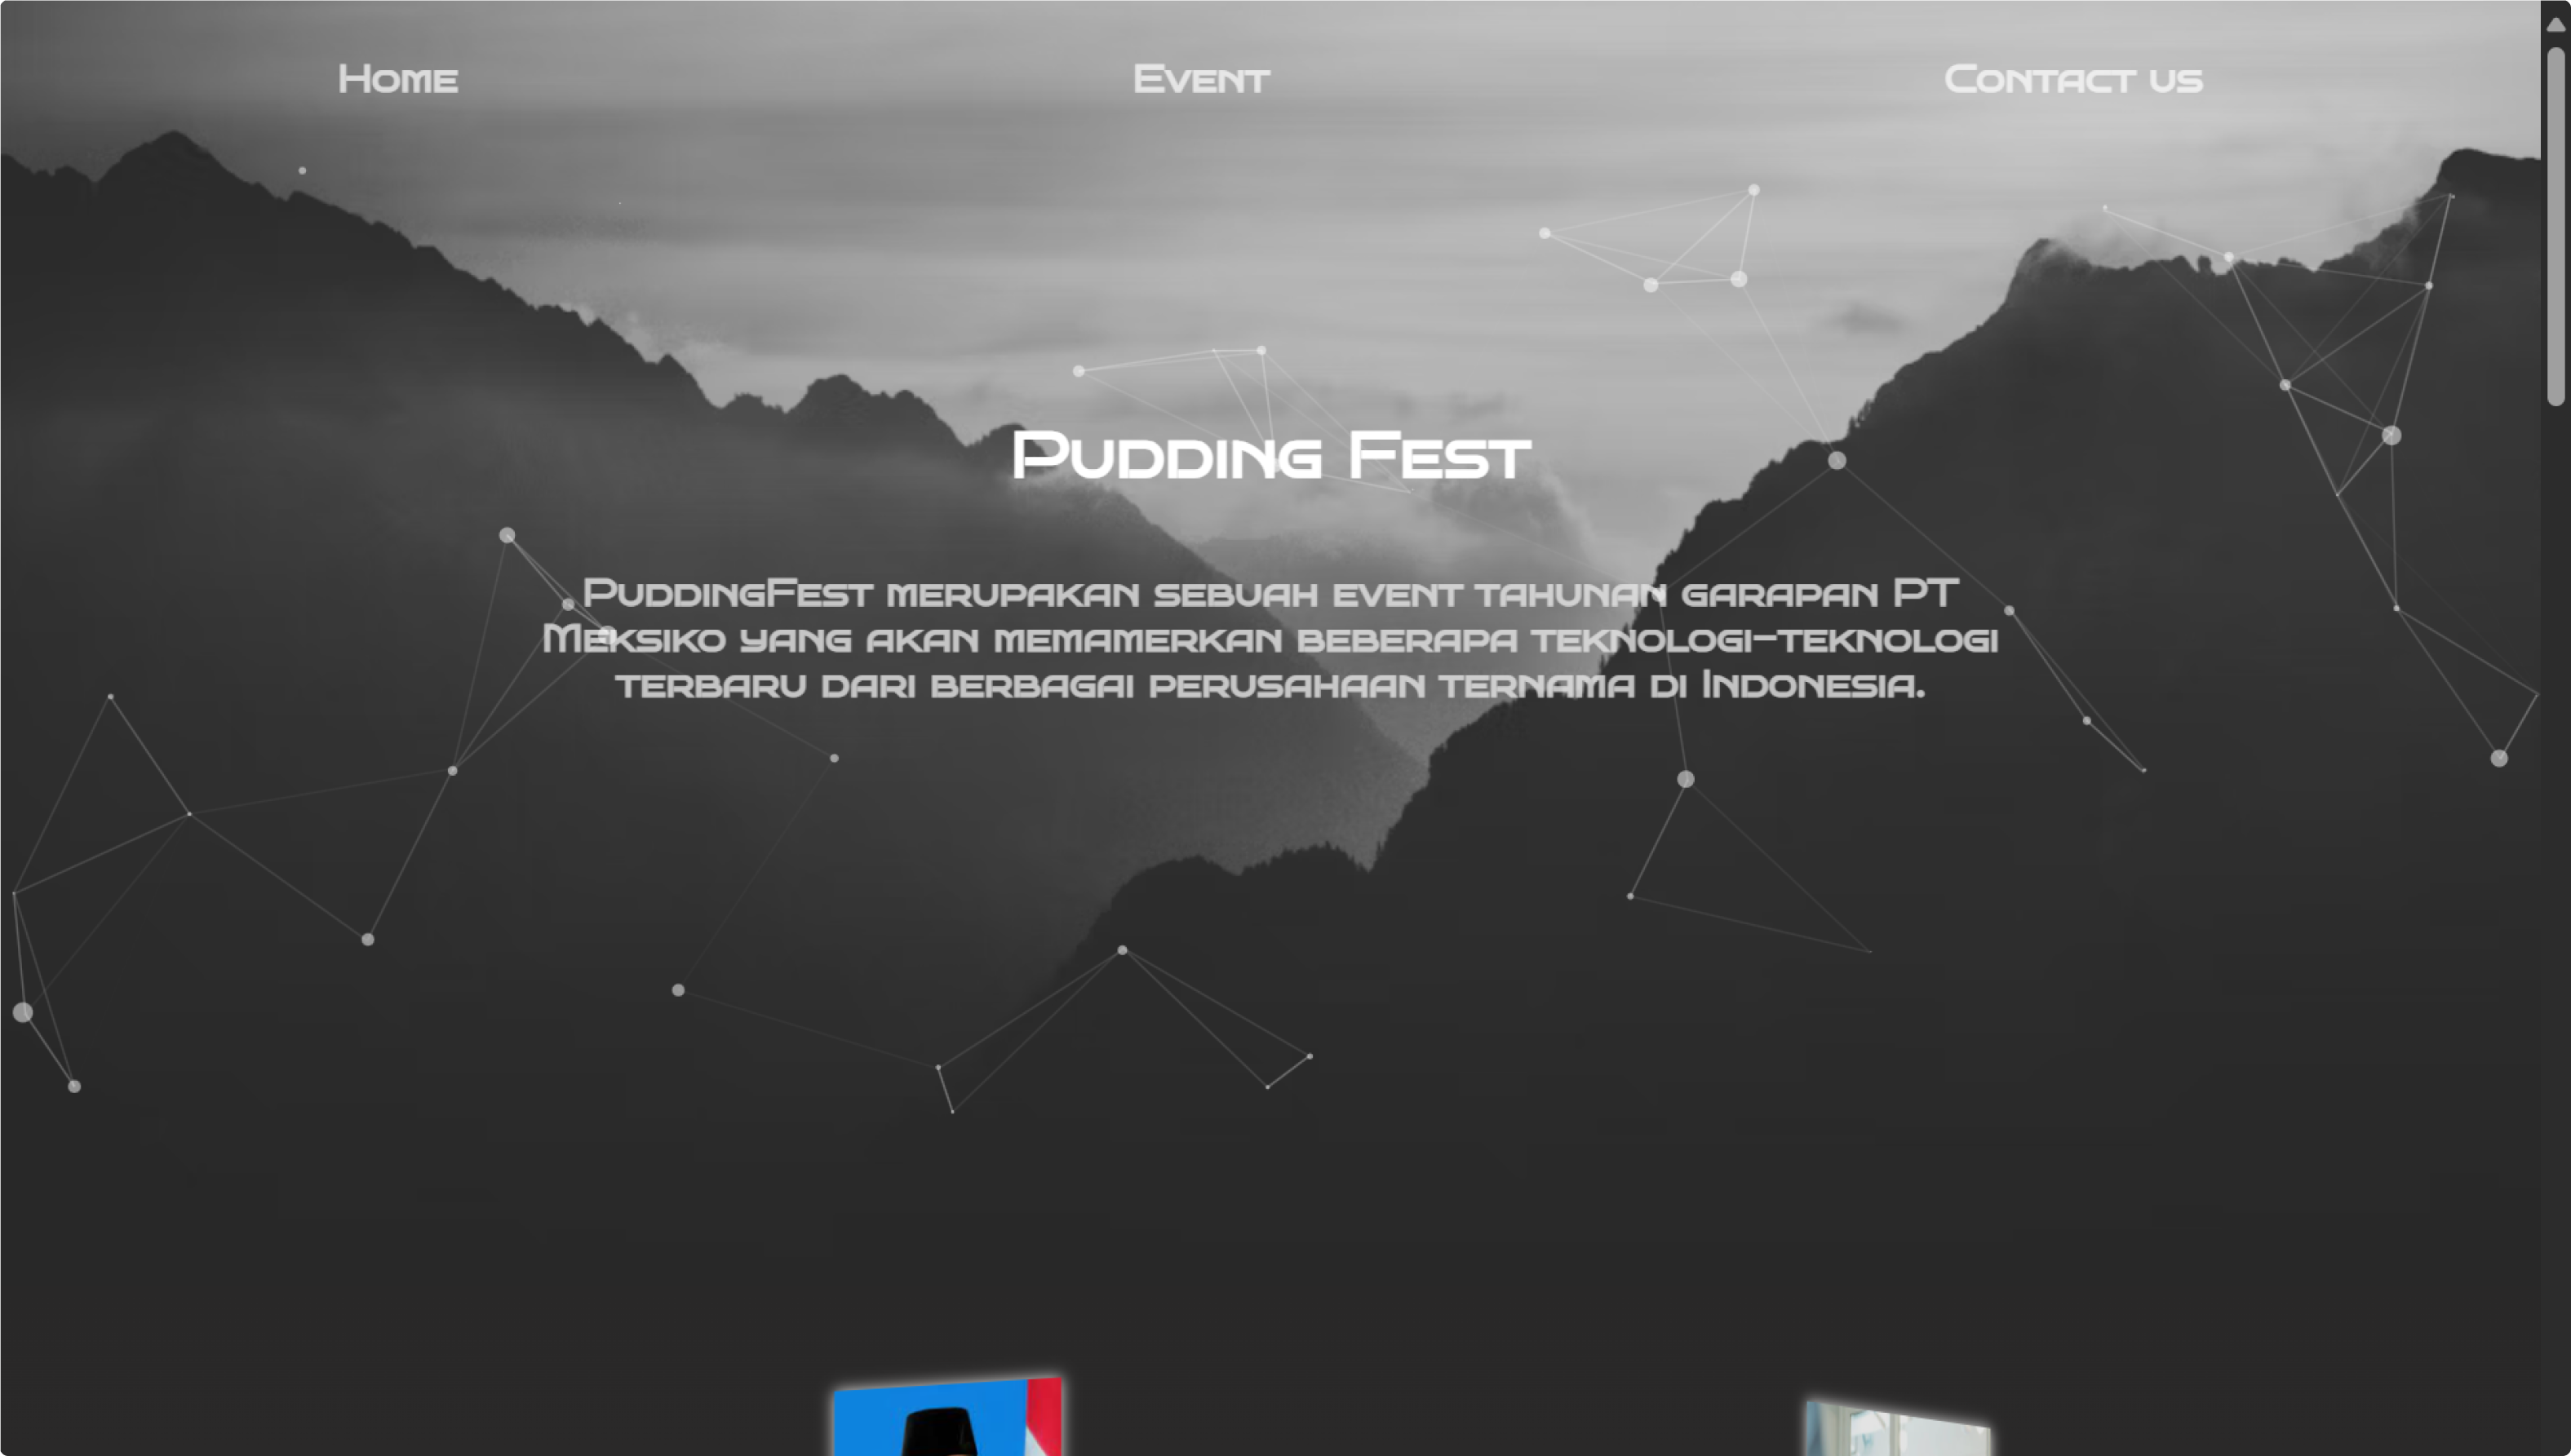 Home
Event
Contact us
Pudding Fest
PuddingFest merupakan sebuah event tahunan garapan PT
Meksiko yang akan memamerkan beberapa teknologi-teknologi
terbaru dari berbagai perusahaan ternama di Indonesia.